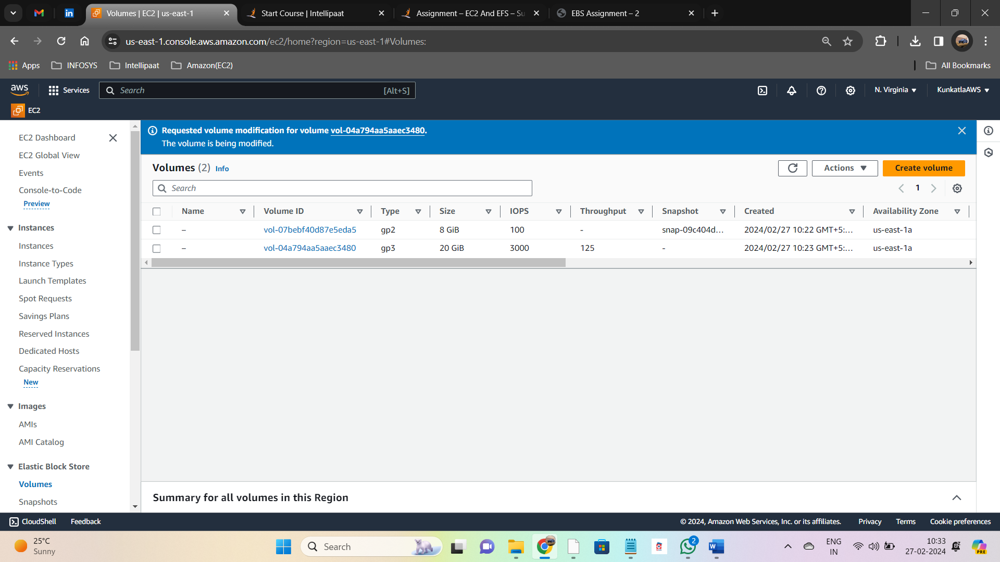 Volumes | EC2 | us-east-1
Start Course | Intellipaat
Assignment – EC2 And EFS – Su
EBS Assignment – 2
us-east-1.console.aws.amazon.com/ec2/home?region=us-east-1#Volumes:
Apps
INFOSYS
Intellipaat
Amazon(EC2)
All Bookmarks
aws
Services
Search
[Alt+S]
N. Virginia
KunkatlaAWS
EC2
EC2 Dashboard
EC2 Global View
Events
Console-to-Code
Preview
Instances
Instances
Instance Types
Launch Templates
Spot Requests
Savings Plans
Reserved Instances
Dedicated Hosts
Capacity Reservations
New
Images
AMIs
AMI Catalog
Elastic Block Store
Volumes
Snapshots
Requested volume modification for volume vol-04a794aa5aaec3480.
The volume is being modified.
Volumes (2) Info
Actions
Create volume
Search
1
Name Volume ID Type Size IOPS Throughput Snapshot Created Availability Zone
– vol-07bebf40d87e5eda5 gp2 8 GiB 100 - snap-09c404d... 2024/02/27 10:22 GMT+5:... us-east-1a
– vol-04a794aa5aaec3480 gp3 20 GiB 3000 125 - 2024/02/27 10:23 GMT+5:... us-east-1a
Summary for all volumes in this Region
CloudShell
Feedback
© 2024, Amazon Web Services, Inc. or its affiliates.
Privacy
Terms
Cookie preferences
25°C
Sunny
Search
2
W
PRE
ENG
IN
10:33
27-02-2024